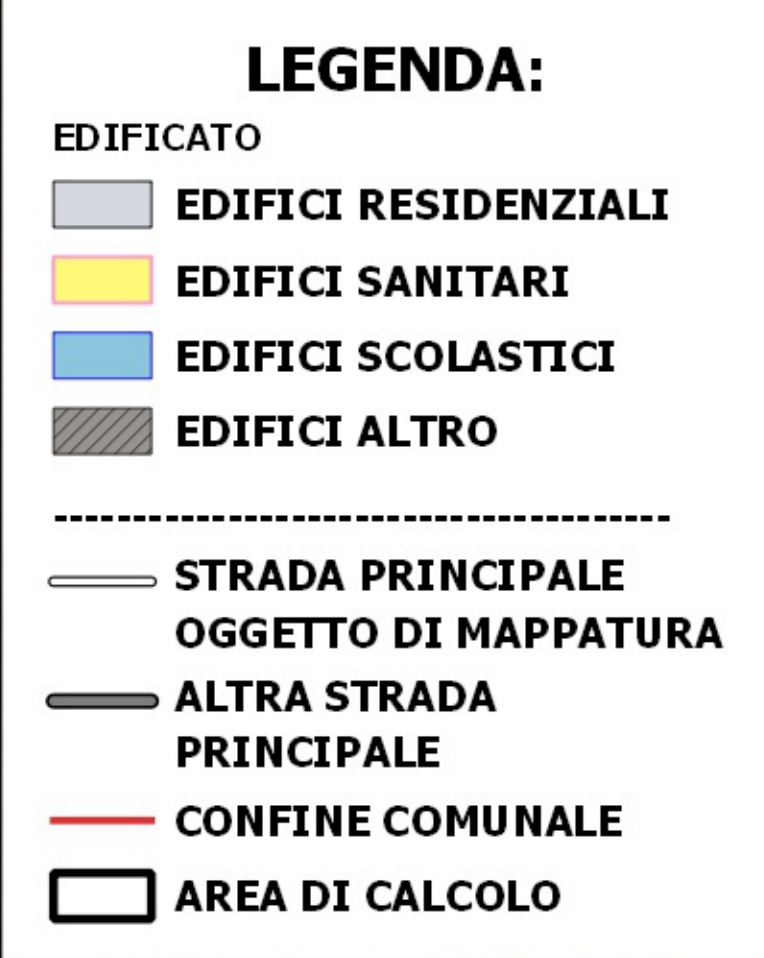 LEGENDA:
EDIFICATO
EDIFICI RESIDENZIALI
EDIFICI SANITARI
EDIFICI SCOLASTICI
EDIFICI ALTRO
---------------------------------------
STRADA PRINCIPALE
OGGETTO DI MAPPATURA
ALTRA STRADA
PRINCIPALE
CONFINE COMUNALE
AREA DI CALCOLO